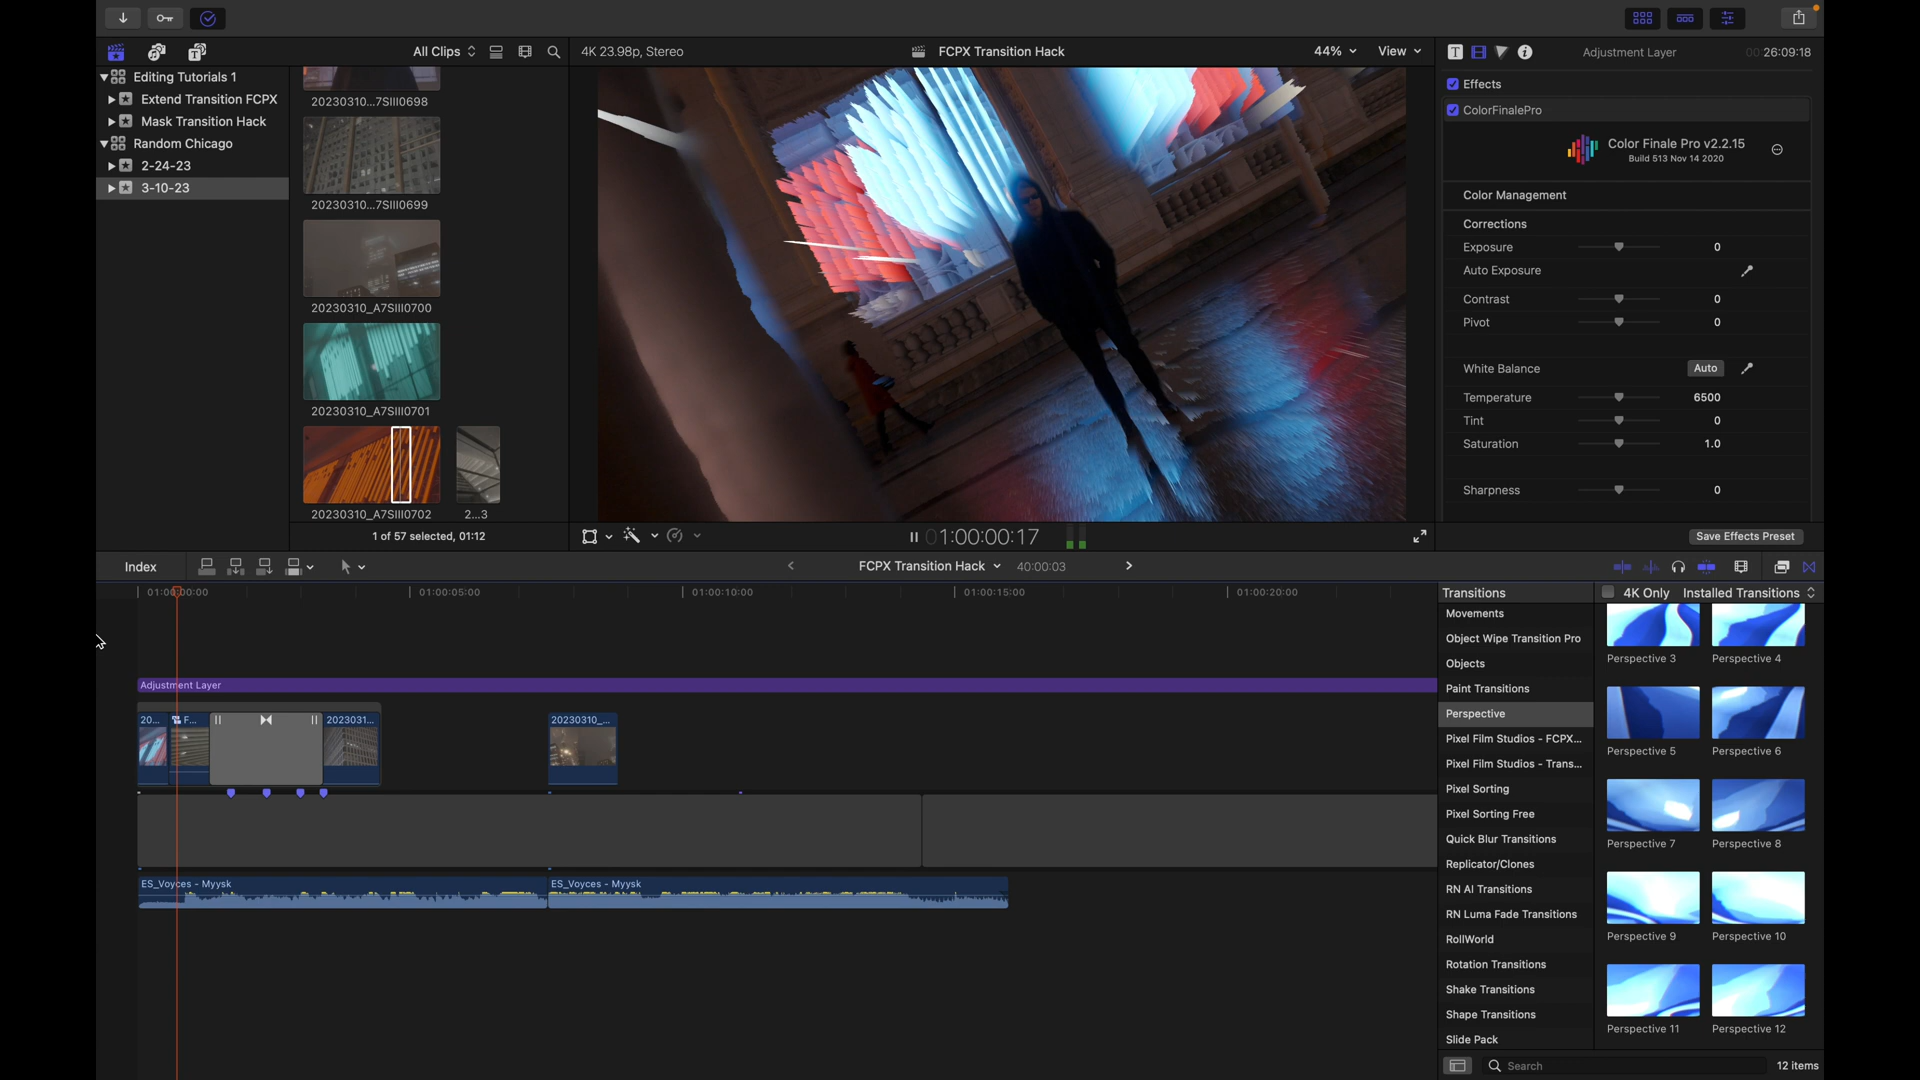 All Clips
4K 23.98p, Stereo
FCPX Transition Hack
44%
View
Adjustment Layer
00:26:09:18
Editing Tutorials 1
Extend Transition FCPX
Mask Transition Hack
Random Chicago
2-24-23
3-10-23
20230310...7SIII0698
20230310...7SIII0699
20230310_A7SIII0700
20230310_A7SIII0701
20230310_A7SIII0702
2...3
1 of 57 selected, 01:12
Effects
ColorFinalePro
Color Finale Pro v2.2.15
Build 513 Nov 14 2020
Color Management
Corrections
Exposure 0
Auto Exposure
Contrast 0
Pivot 0
White Balance Auto
Temperature 6500
Tint 0
Saturation 1.0
Sharpness 0
Save Effects Preset
01:00:00:17
Index
FCPX Transition Hack
40:00:03
01:00:00:00
01:00:05:00
01:00:10:00
01:00:15:00
01:00:20:00
Adjustment Layer
20...
F...
2023031...
20230310_...
ES_Voyces - Myysk
ES_Voyces - Myysk
Transitions
4K Only
Installed Transitions
Movements
Object Wipe Transition Pro
Objects
Paint Transitions
Perspective
Pixel Film Studios - FCPX...
Pixel Film Studios - Trans...
Pixel Sorting
Pixel Sorting Free
Quick Blur Transitions
Replicator/Clones
RN AI Transitions
RN Luma Fade Transitions
RollWorld
Rotation Transitions
Shake Transitions
Shape Transitions
Slide Pack
Perspective 3
Perspective 4
Perspective 5
Perspective 6
Perspective 7
Perspective 8
Perspective 9
Perspective 10
Perspective 11
Perspective 12
Search
12 items